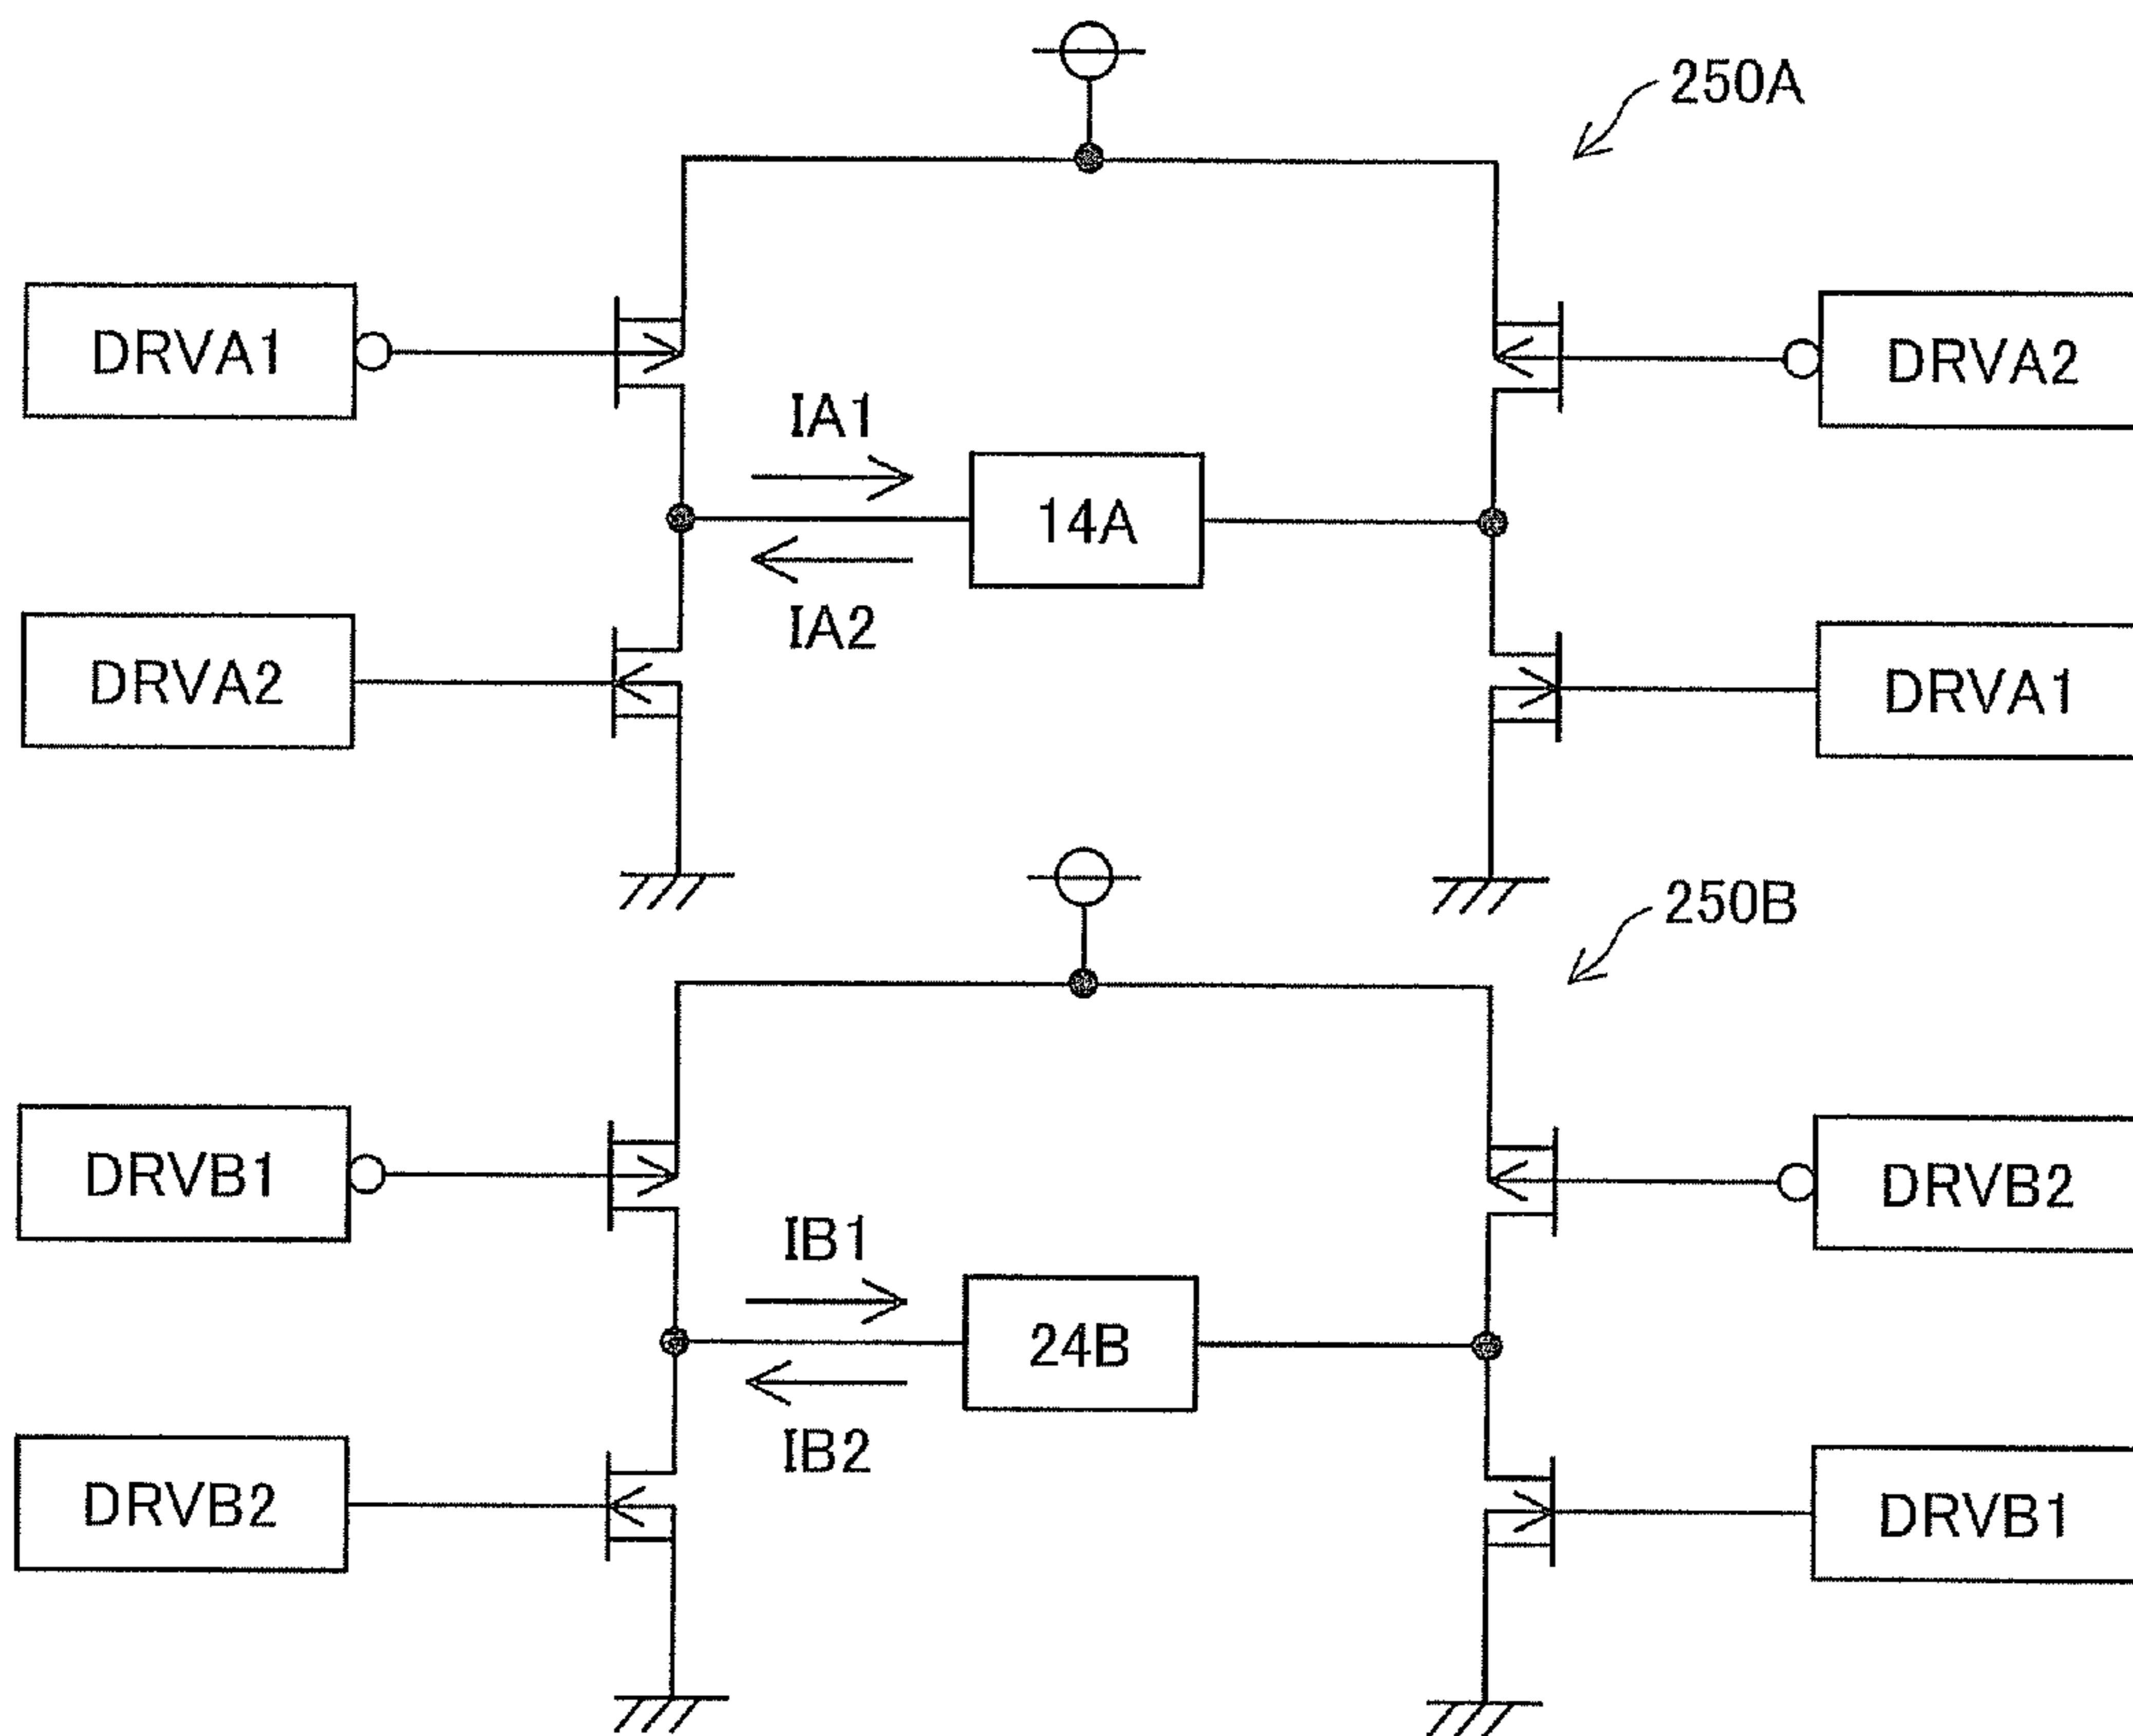 250A
DRVA1
DRVA2
IA1
14A
IA2
DRVA2
DRVA1
250B
DRVB1
DRVB2
IB1
24B
IB2
DRVB2
DRVB1